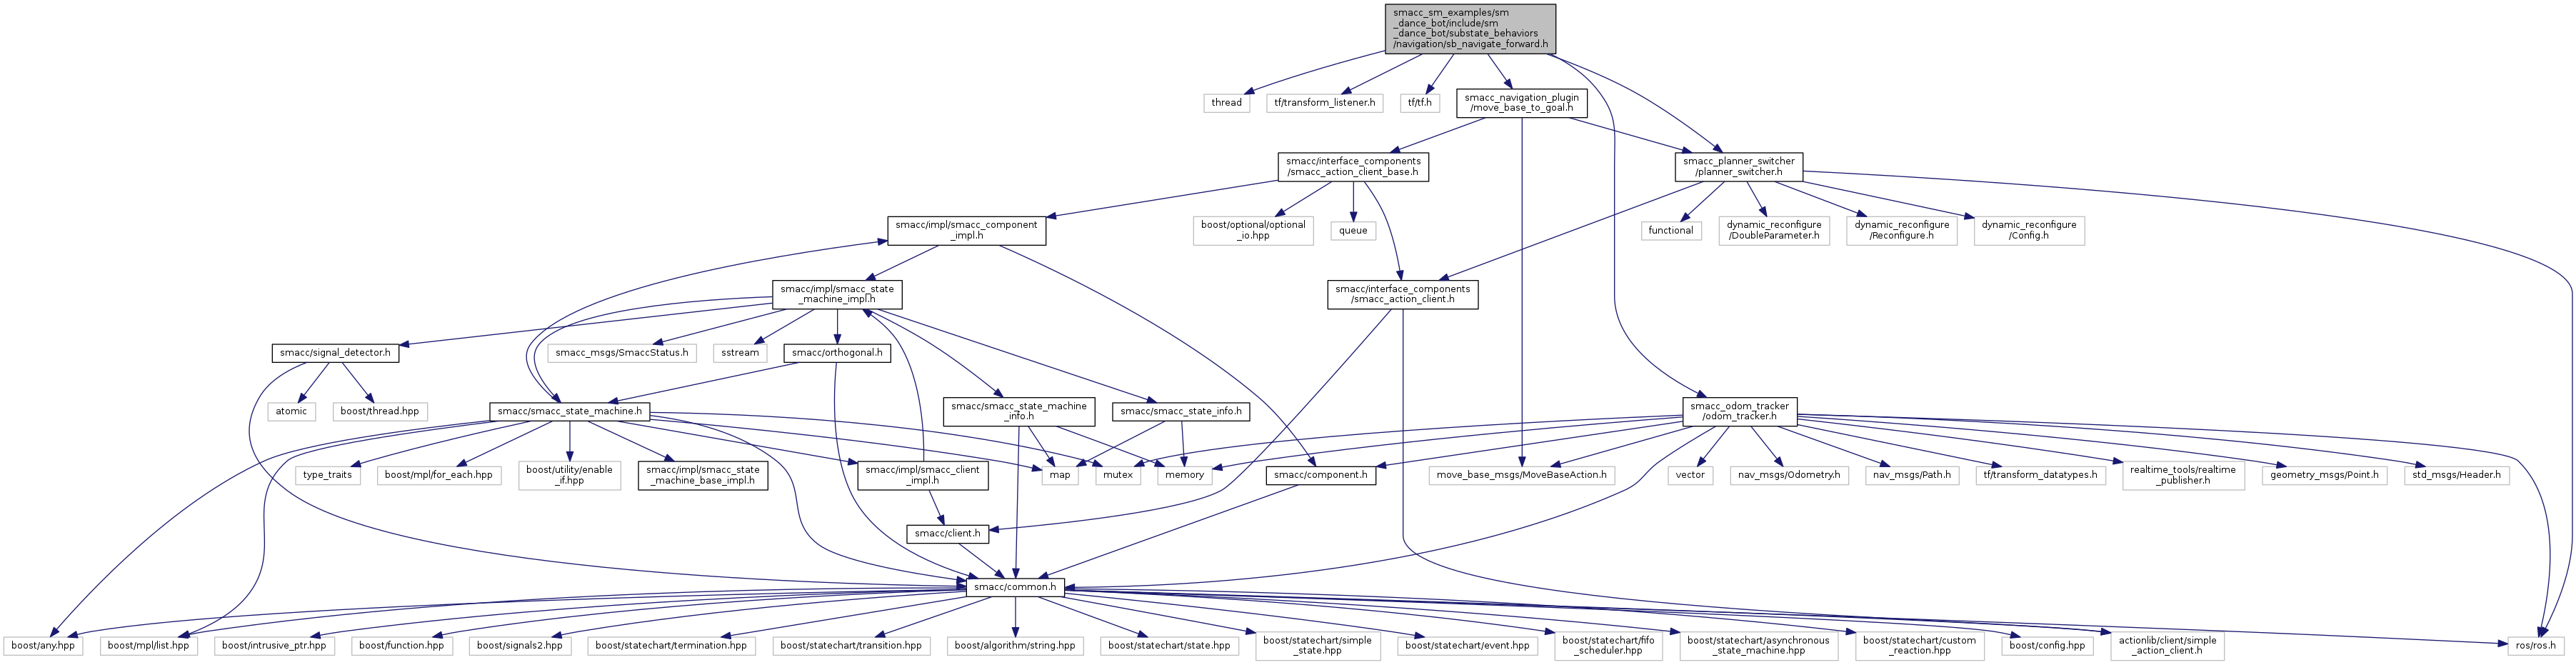 smacc_sm_examples/sm
_dance_bot/include/sm
_dance_bot/substate_behaviors
/navigation/sb_navigate_forward.h
thread
tf/transform_listener.h
tf/tf.h
smacc_navigation_plugin
/move_base_to_goal.h
smacc/interface_components
/smacc_action_client_base.h
smacc_planner_switcher
/planner_switcher.h
smacc/impl/smacc_component
_impl.h
boost/optional/optional
_io.hpp
queue
functional
dynamic_reconfigure
/DoubleParameter.h
dynamic_reconfigure
/Reconfigure.h
dynamic_reconfigure
/Config.h
smacc/impl/smacc_state
_machine_impl.h
smacc/interface_components
/smacc_action_client.h
smacc/signal_detector.h
smacc_msgs/SmaccStatus.h
sstream
smacc/orthogonal.h
atomic
boost/thread.hpp
smacc/smacc_state_machine.h
smacc/smacc_state_machine
_info.h
smacc/smacc_state_info.h
smacc_odom_tracker
/odom_tracker.h
type_traits
boost/mpl/for_each.hpp
boost/utility/enable
_if.hpp
smacc/impl/smacc_state
_machine_base_impl.h
smacc/impl/smacc_client
_impl.h
map
mutex
memory
smacc/component.h
move_base_msgs/MoveBaseAction.h
vector
nav_msgs/Odometry.h
nav_msgs/Path.h
tf/transform_datatypes.h
realtime_tools/realtime
_publisher.h
geometry_msgs/Point.h
std_msgs/Header.h
smacc/client.h
smacc/common.h
boost/any.hpp
boost/mpl/list.hpp
boost/intrusive_ptr.hpp
boost/function.hpp
boost/signals2.hpp
boost/statechart/termination.hpp
boost/statechart/transition.hpp
boost/algorithm/string.hpp
boost/statechart/state.hpp
boost/statechart/simple
_state.hpp
boost/statechart/event.hpp
boost/statechart/fifo
_scheduler.hpp
boost/statechart/asynchronous
_state_machine.hpp
boost/statechart/custom
_reaction.hpp
boost/config.hpp
actionlib/client/simple
_action_client.h
ros/ros.h